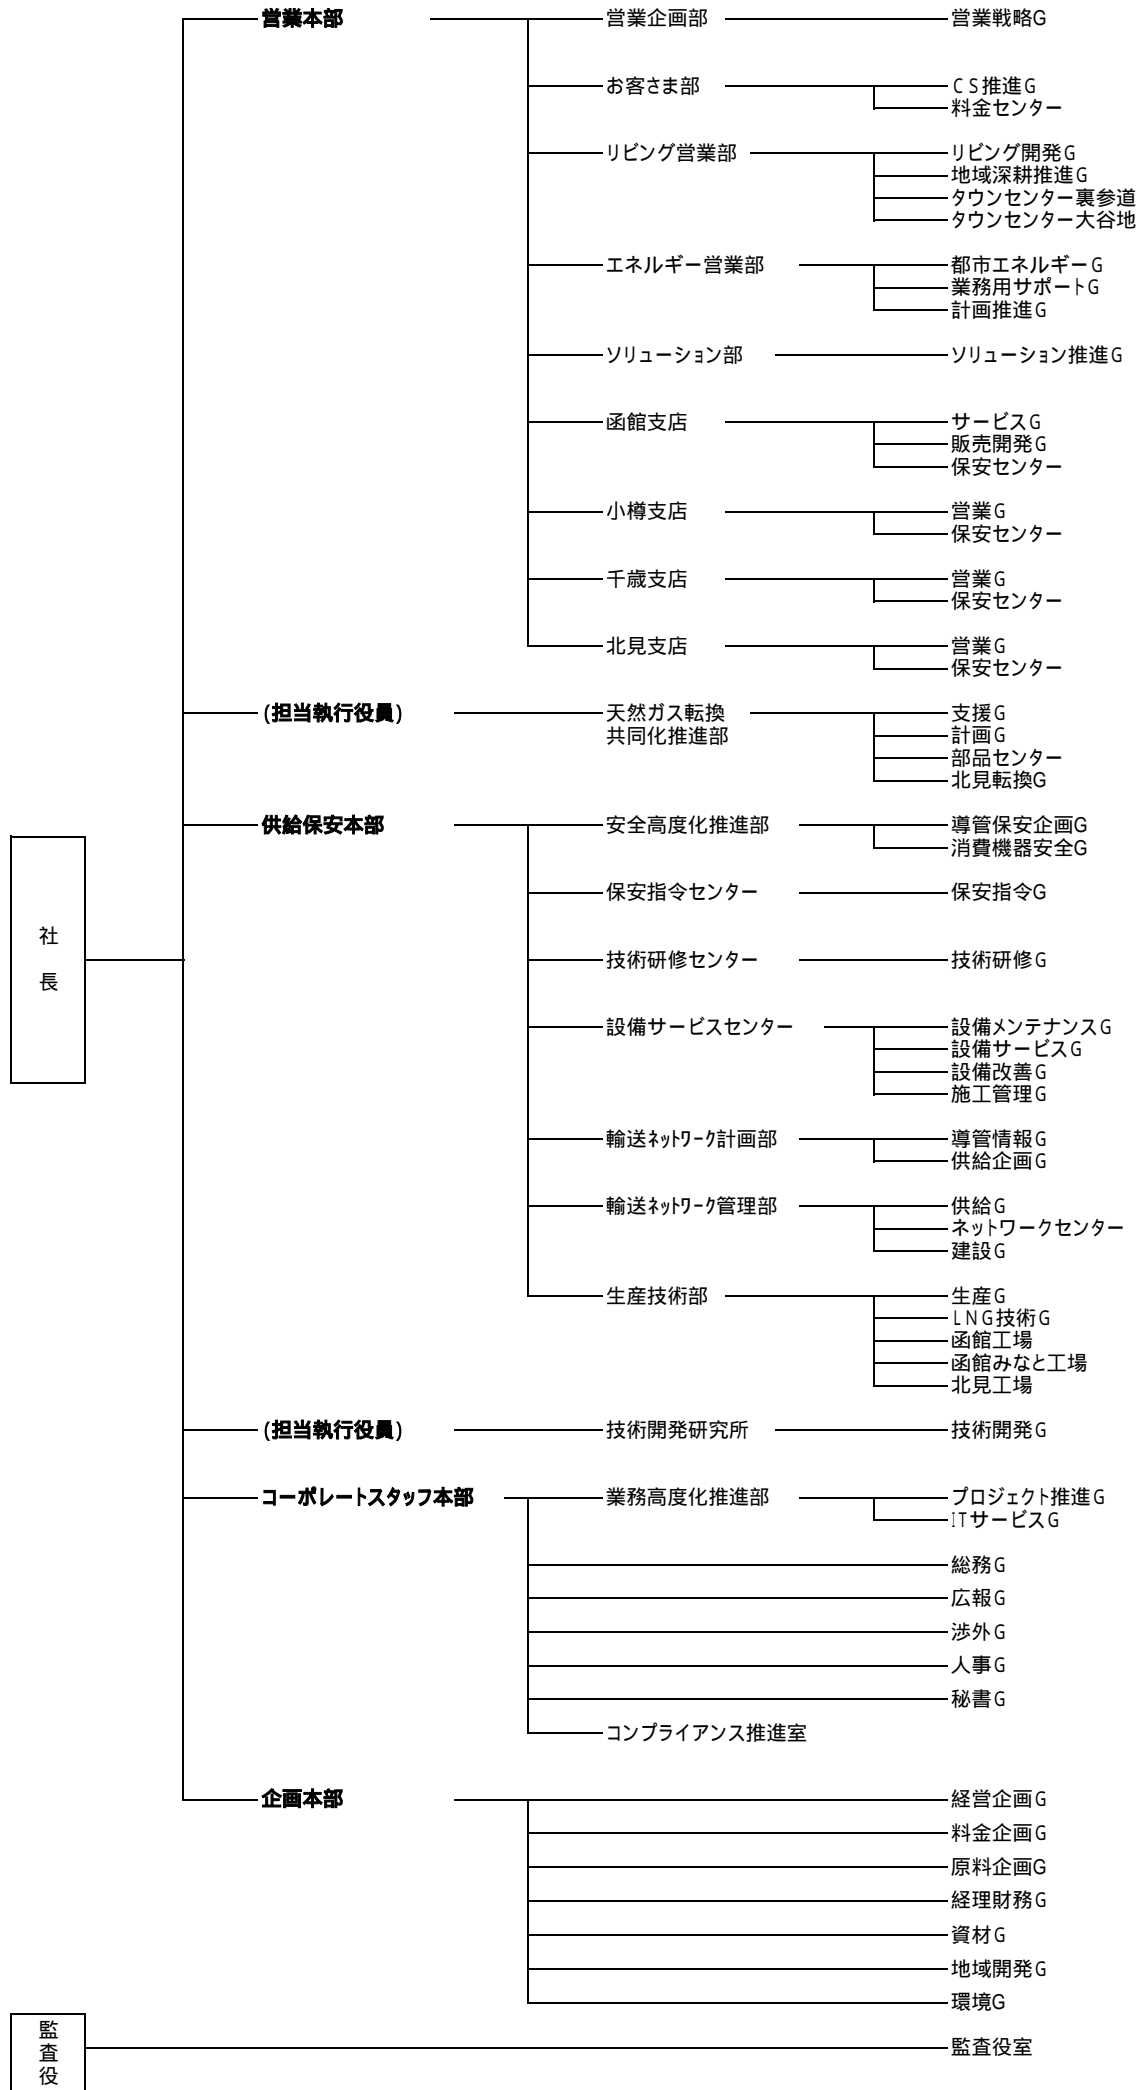 営業本部 営業企画部 営業戦略G
お客さま部 CS推進G
料金センター
リビング営業部 リビング開発G
地域深耕推進G
タウンセンター裏参道
タウンセンター大谷地
エネルギー営業部 都市エネルギーG
業務用サポートG
計画推進G
ソリューション部 ソリューション推進G
函館支店 サービスG
販売開発G
保安センター
小樽支店 営業G
保安センター
千歳支店 営業G
保安センター
北見支店 営業G
保安センター
(担当執行役員) 天然ガス転換 支援G
共同化推進部 計画G
部品センター
北見転換G
供給保安本部 安全高度化推進部 導管保安企画G
消費機器安全G
保安指令センター 保安指令G
社長
技術研修センター 技術研修G
設備サービスセンター 設備メンテナンスG
設備サービスG
設備改善G
施工管理G
輸送ネットワーク計画部 導管情報G
供給企画G
輸送ネットワーク管理部 供給G
ネットワークセンター
建設G
生産技術部 生産G
LNG技術G
函館工場
函館みなと工場
北見工場
(担当執行役員) 技術開発研究所 技術開発G
コーポレートスタッフ本部 業務高度化推進部 プロジェクト推進G
ITサービスG
総務G
広報G
渉外G
人事G
秘書G
コンプライアンス推進室
企画本部 経営企画G
料金企画G
原料企画G
経理財務G
資材G
地域開発G
環境G
監査役 監査役室